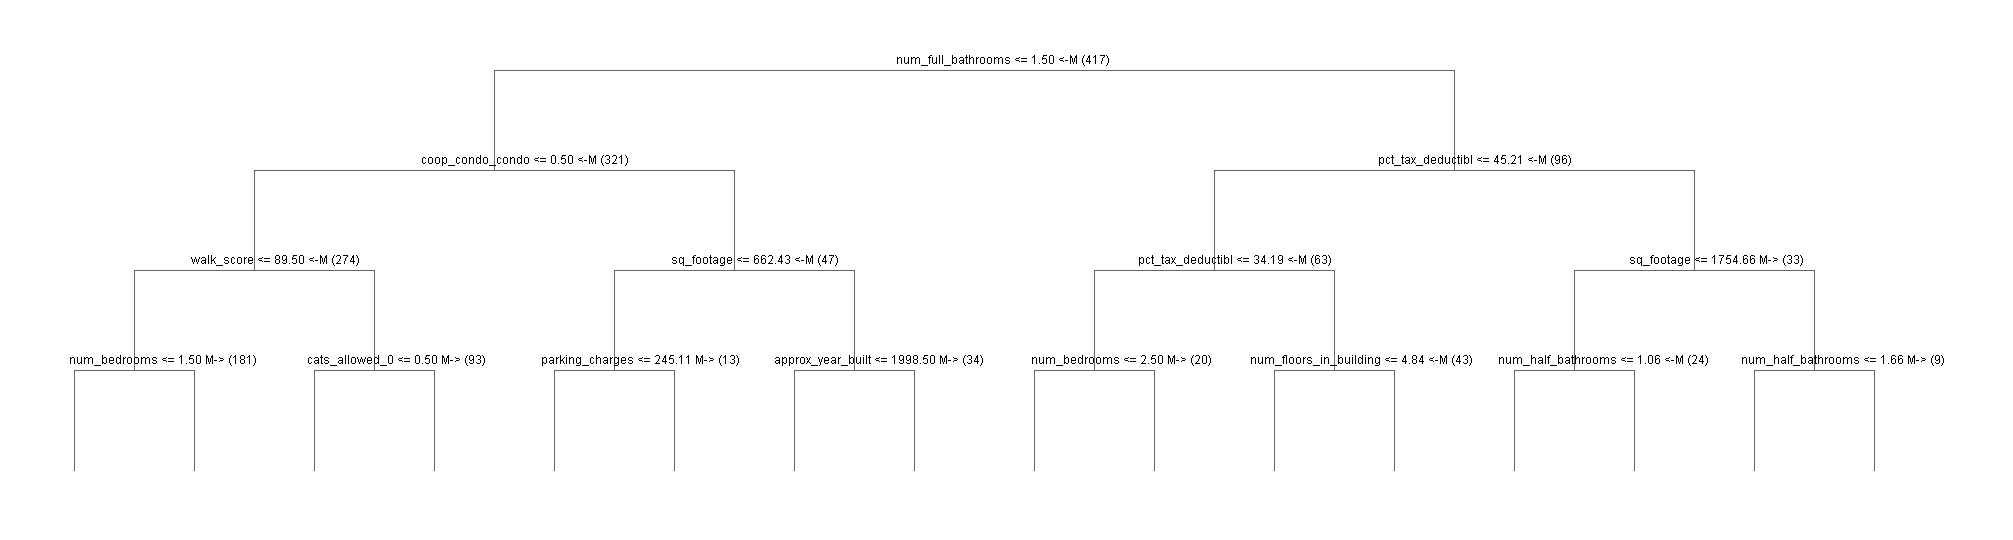 num_full_bathrooms <= 1.50 <-M (417)
coop_condo_condo <= 0.50 <-M (321)
pct_tax_deductibl <= 45.21 <-M (96)
walk_score <= 89.50 <-M (274)
sq_footage <= 662.43 <-M (47)
pct_tax_deductibl <= 34.19 <-M (63)
sq_footage <= 1754.66 M-> (33)
num_bedrooms <= 1.50 M-> (181)
cats_allowed_0 <= 0.50 M-> (93)
parking_charges <= 245.11 M-> (13)
approx_year_built <= 1998.50 M-> (34)
num_bedrooms <= 2.50 M-> (20)
num_floors_in_building <= 4.84 <-M (43)
num_half_bathrooms <= 1.06 <-M (24)
num_half_bathrooms <= 1.66 M-> (9)